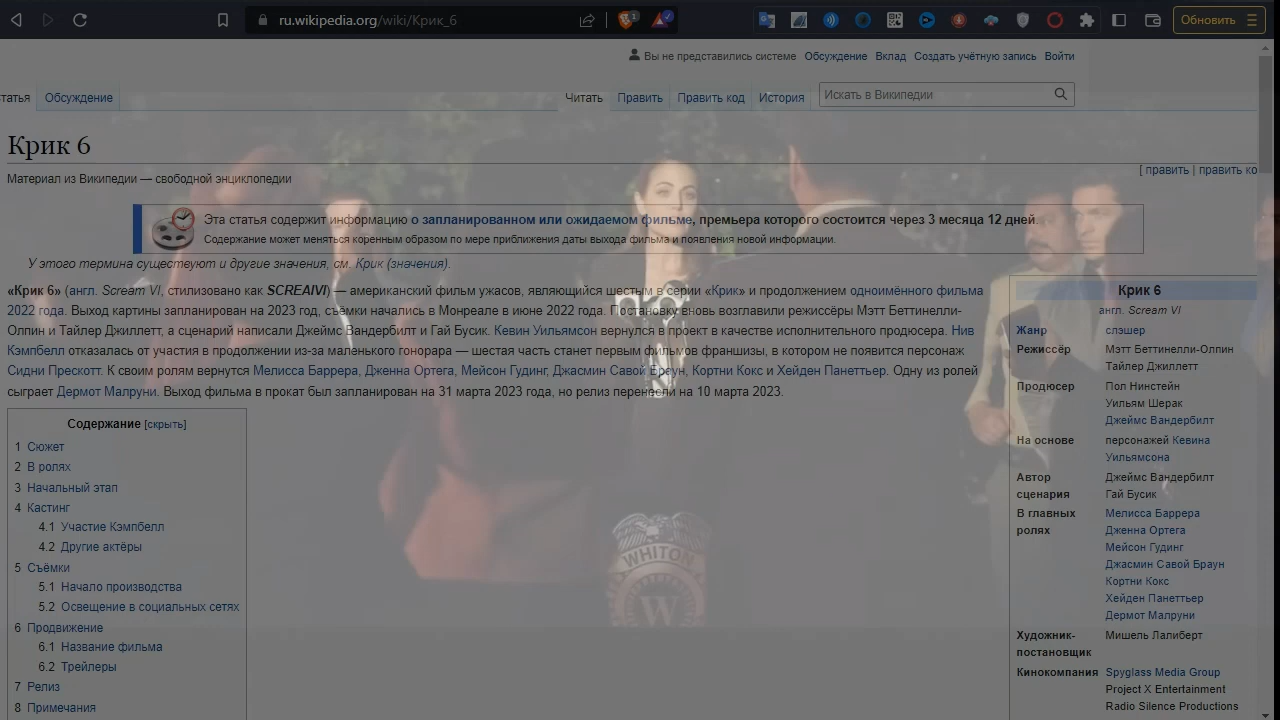 ru.wikipedia.org/wiki/Крик_6
1
Обновить
Вы не представились системе Обсуждение Вклад Создать учётную запись Войти
татья Обсуждение Читать Править Править код История Искать в Википедии
Крик 6
[ править | править ко
Материал из Википедии — свободной энциклопедии
Эта статья содержит информацию о запланированном или ожидаемом фильме, премьера которого состоится через 3 месяца 12 дней.
Содержание может меняться коренным образом по мере приближения даты выхода фильма и появления новой информации.
У этого термина существуют и другие значения, см. Крик (значения).
«Крик 6» (англ. Scream VI, стилизовано как SCREAIVI) — американский фильм ужасов, являющийся шестым в серии «Крик» и продолжением одноимённого фильма
2022 года. Выход картины запланирован на 2023 год, съёмки начались в Монреале в июне 2022 года. Постановку вновь возглавили режиссёры Мэтт Беттинелли-
Олпин и Тайлер Джиллетт, а сценарий написали Джеймс Вандербилт и Гай Бусик. Кевин Уильямсон вернулся в проект в качестве исполнительного продюсера. Нив
Кэмпбелл отказалась от участия в продолжении из-за маленького гонорара — шестая часть станет первым фильмов франшизы, в котором не появится персонаж
Сидни Прескотт. К своим ролям вернутся Мелисса Баррера, Дженна Ортега, Мейсон Гудинг, Джасмин Савой Браун, Кортни Кокс и Хейден Панеттьер. Одну из ролей
сыграет Дермот Малруни. Выход фильма в прокат был запланирован на 31 марта 2023 года, но релиз перенесли на 10 марта 2023.
Содержание [скрыть]
1 Сюжет
2 В ролях
3 Начальный этап
4 Кастинг
4.1 Участие Кэмпбелл
4.2 Другие актёры
5 Съёмки
5.1 Начало производства
5.2 Освещение в социальных сетях
6 Продвижение
6.1 Название фильма
6.2 Трейлеры
7 Релиз
8 Примечания
Крик 6
англ. Scream VI
Жанр слэшер
Режиссёр Мэтт Беттинелли-Олпин
Тайлер Джиллетт
Продюсер Пол Нинстейн
Уильям Шерак
Джеймс Вандербилт
На основе персонажей Кевина
Уильямсона
Автор Джеймс Вандербилт
сценария Гай Бусик
В главных Мелисса Баррера
ролях Дженна Ортега
Мейсон Гудинг
Джасмин Савой Браун
Кортни Кокс
Хейден Панеттьер
Дермот Малруни
Художник- Мишель Лалиберт
постановщик
Кинокомпания Spyglass Media Group
Project X Entertainment
Radio Silence Productions
WHITON
W